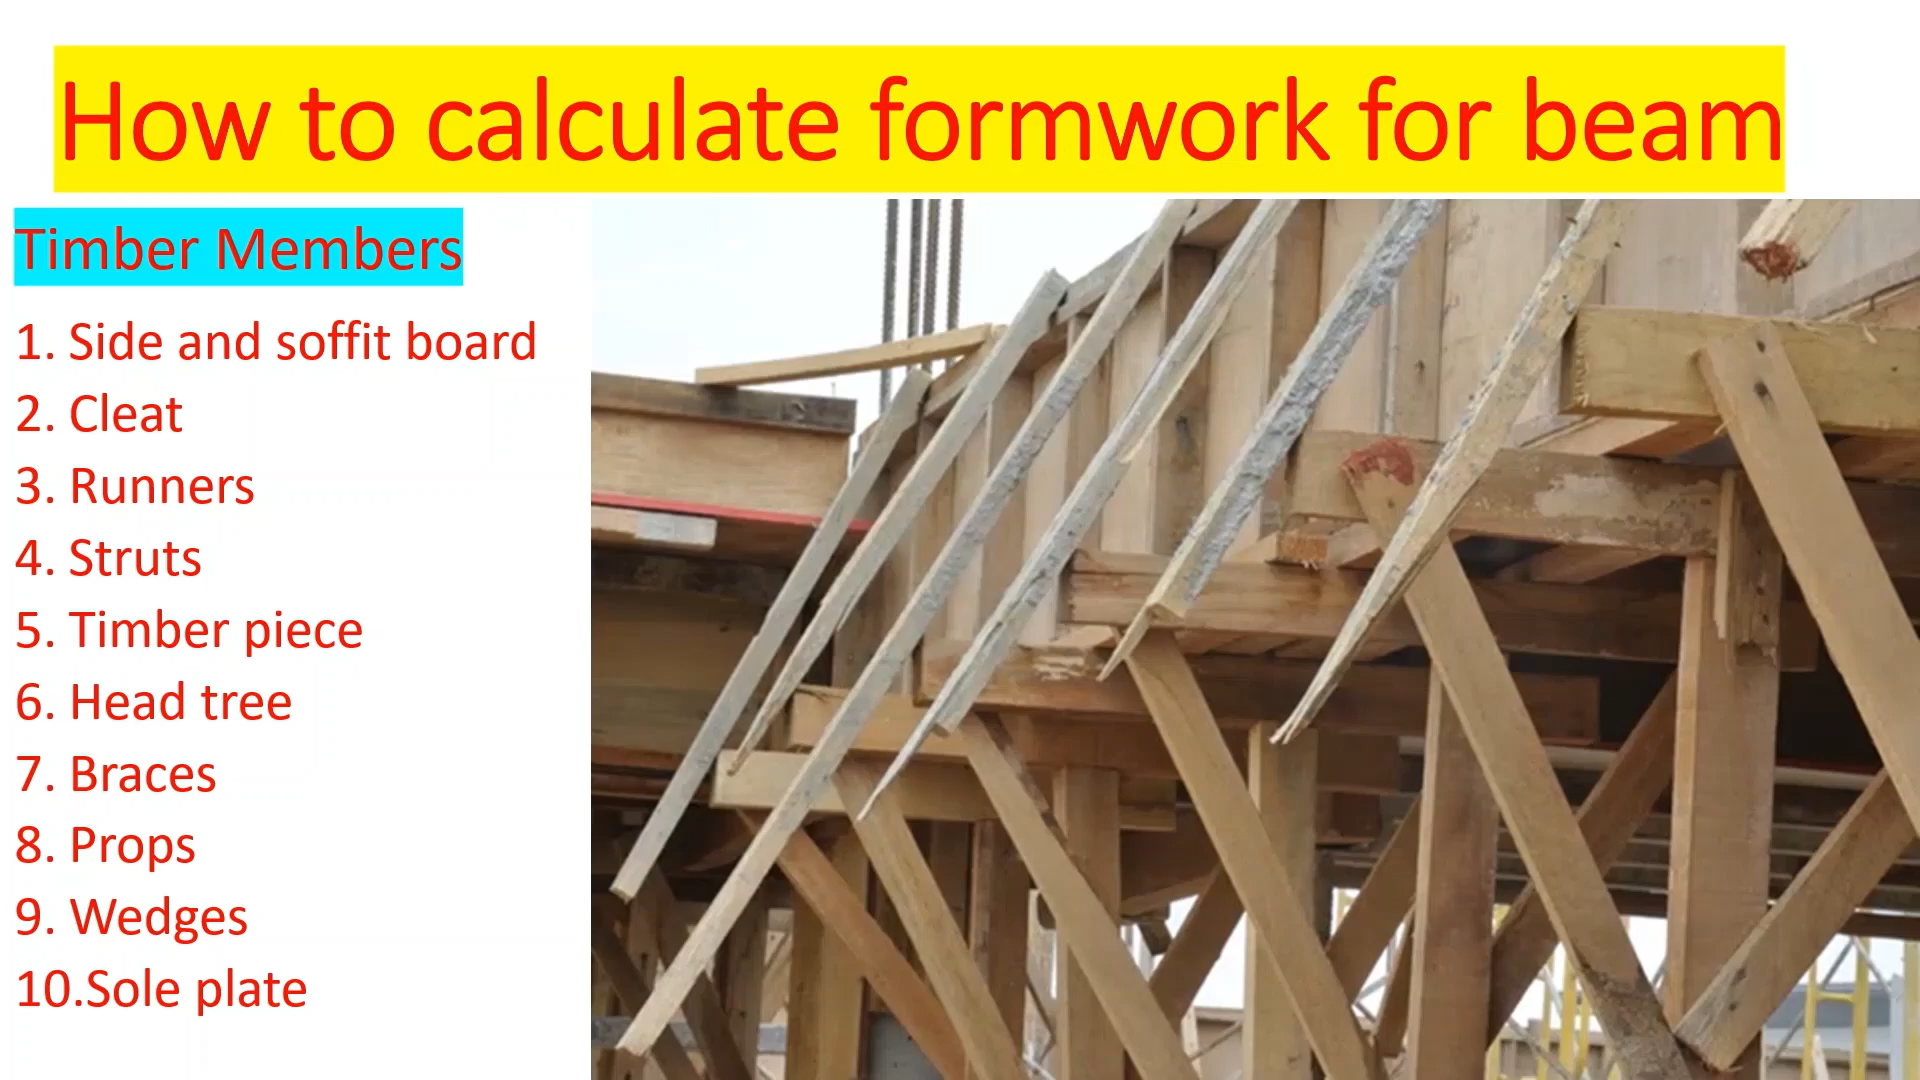 How to calculate formwork for beam
Timber Members
1. Side and soffit board
2. Cleat
3. Runners
4. Struts
5. Timber piece
6. Head tree
7. Braces
8. Props
9. Wedges
10.Sole plate